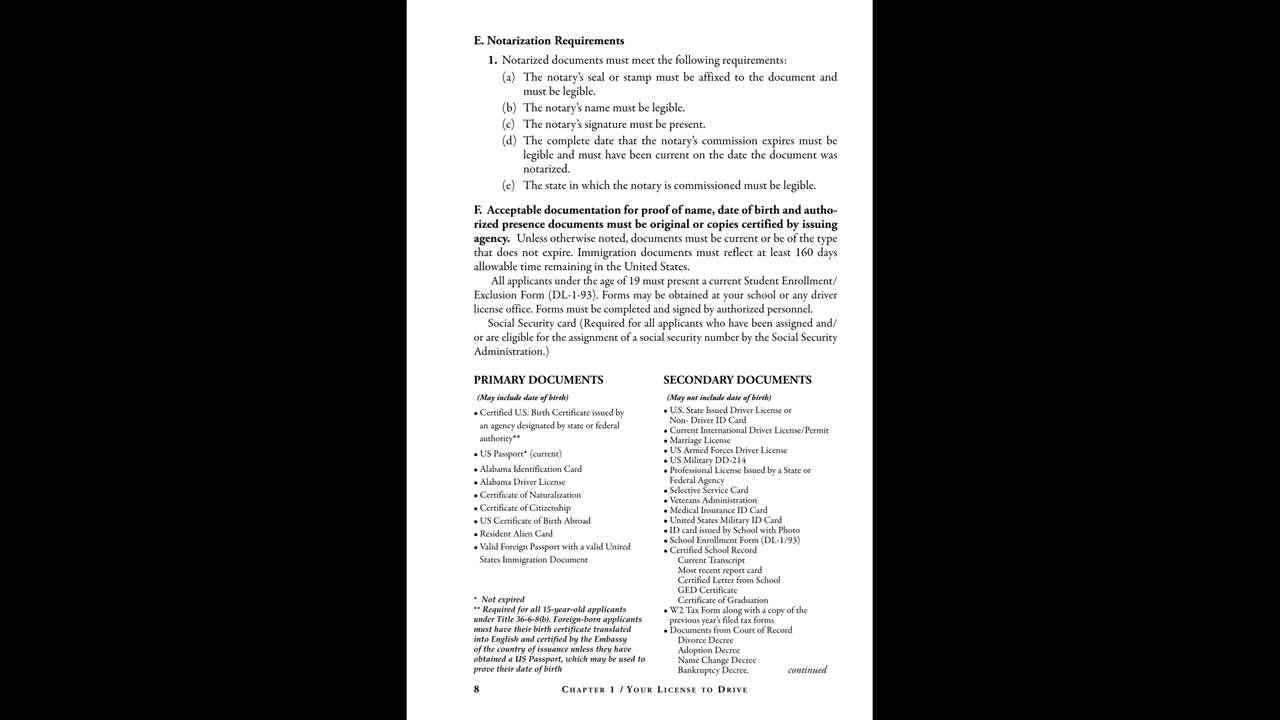 E. Notarization Requirements
1. Notarized documents must meet the following requirements:
(a) The notary's seal or stamp must be affixed to the document and
must be legible.
(b) The notary's name must be legible.
(c) The notary's signature must be present.
(d) The complete date that the notary's commission expires must be
legible and must have been current on the date the document was
notarized.
(e) The state in which the notary is commissioned must be legible.
F. Acceptable documentation for proof of name, date of birth and autho-
rized presence documents must be original or copies certified by issuing
agency. Unless otherwise noted, documents must be current or be of the type
that does not expire. Immigration documents must reflect at least 160 days
allowable time remaining in the United States.
All applicants under the age of 19 must present a current Student Enrollment/
Exclusion Form (DL-1-93). Forms may be obtained at your school or any driver
license office. Forms must be completed and signed by authorized personnel.
Social Security card (Required for all applicants who have been assigned and/
or are eligible for the assignment of a social security number by the Social Security
Administration.)
PRIMARY DOCUMENTS
(May include date of birth)
• Certified U.S. Birth Certificate issued by
an agency designated by state or federal
authority**
• US Passport* (current)
• Alabama Identification Card
• Alabama Driver License
• Certificate of Naturalization
• Certificate of Citizenship
• US Certificate of Birth Abroad
• Resident Alien Card
• Valid Foreign Passport with a valid United
States Immigration Document
* Not expired
** Required for all 15-year-old applicants
under Title 36-6-8(b). Foreign-born applicants
must have their birth certificate translated
into English and certified by the Embassy
of the country of issuance unless they have
obtained a US Passport, which may be used to
prove their date of birth
SECONDARY DOCUMENTS
(May not include date of birth)
• U.S. State Issued Driver License or
Non- Driver ID Card
• Current International Driver License/Permit
• Marriage License
• US Armed Forces Driver License
• US Military DD-214
• Professional License Issued by a State or
Federal Agency
• Selective Service Card
• Veterans Administration
• Medical Insurance ID Card
• United States Military ID Card
• ID card issued by School with Photo
• School Enrollment Form (DL-1/93)
• Certified School Record
Current Transcript
Most recent report card
Certified Letter from School
GED Certificate
Certificate of Graduation
• W2 Tax Form along with a copy of the
previous year's filed tax forms
• Documents from Court of Record
Divorce Decree
Adoption Decree
Name Change Decree
Bankruptcy Decree. continued
8 Chapter 1 / Your License to Drive